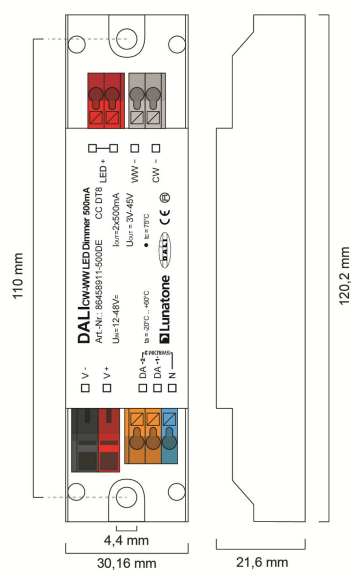 LED +
WW -
CW -
DALI CW-WW LED Dimmer 500mA
Art.-Nr.: 86458911-500DE
CC DT8
UIN=12-48V=
IOUT=2x500mA
UOUT = 3V-45V
ta = -20°C ... +60°C
tc = 75°C
Lunatone
DALI
CE
V -
V +
DA
DA
N
110 mm
120,2 mm
4,4 mm
30,16 mm
21,6 mm